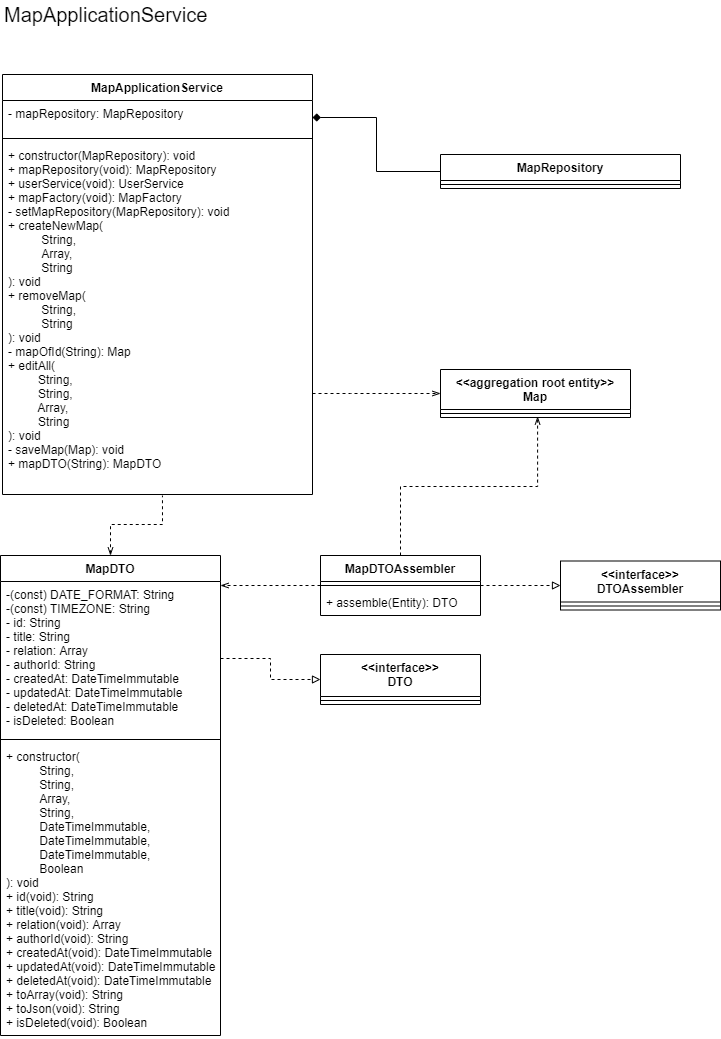 MapApplicationService
MapApplicationService
- mapRepository: MapRepository
+ constructor(MapRepository): void
+ mapRepository(void): MapRepository
+ userService(void): UserService
+ mapFactory(void): MapFactory
- setMapRepository(MapRepository): void
+ createNewMap(
String,
Array,
String
): void
+ removeMap(
String,
String
): void
- mapOfId(String): Map
+ editAll(
String,
String,
Array,
String
): void
- saveMap(Map): void
+ mapDTO(String): MapDTO
MapRepository
<<aggregation root entity>>
Map
MapDTO
-(const) DATE_FORMAT: String
-(const) TIMEZONE: String
- id: String
- title: String
- relation: Array
- authorId: String
- createdAt: DateTimeImmutable
- updatedAt: DateTimeImmutable
- deletedAt: DateTimeImmutable
- isDeleted: Boolean
+ constructor(
String,
String,
Array,
String,
DateTimeImmutable,
DateTimeImmutable,
DateTimeImmutable,
Boolean
): void
+ id(void): String
+ title(void): String
+ relation(void): Array
+ authorId(void): String
+ createdAt(void): DateTimeImmutable
+ updatedAt(void): DateTimeImmutable
+ deletedAt(void): DateTimeImmutable
+ toArray(void): String
+ toJson(void): String
+ isDeleted(void): Boolean
MapDTOAssembler
+ assemble(Entity): DTO
<<interface>>
DTOAssembler
<<interface>>
DTO